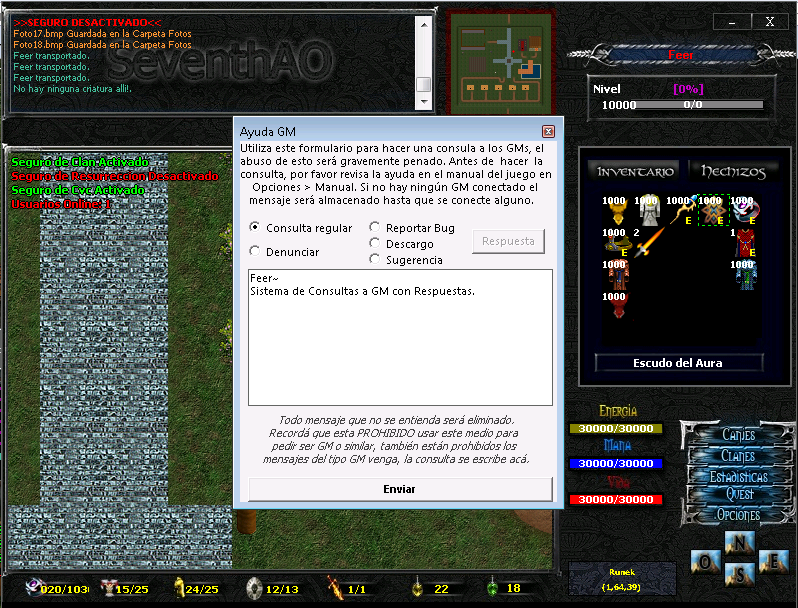 >>SEGURO DESACTIVADO<<
Foto17.bmp Guardada en la Carpeta Fotos
Foto18.bmp Guardada en la Carpeta Fotos
Feer transportado.
Feer transportado.
Feer transportado.
No hay ninguna criatura allí!.
SeventhAO
– X
Feer
Nivel [0%]
10000 0/0
Seguro de Clan Activado
Seguro de Resurreccion Desactivado
Seguro de Cvc Activado
Usuarios Online: 1
Ayuda GM
Utiliza este formulario para hacer una consula a los GMs, el
abuso de esto será gravemente penado. Antes de hacer la
consulta, por favor revisa la ayuda en el manual del juego en
Opciones > Manual. Si no hay ningún GM conectado el
mensaje será almacenado hasta que se conecte alguno.
Consulta regular
Denunciar
Reportar Bug
Descargo
Sugerencia
Respuesta
Feer~
Sistema de Consultas a GM con Respuestas.
Todo mensaje que no se entienda será eliminado.
Recordá que esta PROHIBIDO usar este medio para
pedir ser GM o similar, también están prohibidos los
mensajes del tipo GM venga, la consulta se escribe acá.
Enviar
Inventario Hechizos
1000 1000 1000 1000 1000
E E E
1000 2 1
E E
1000 1000
E
1000
Escudo del Aura
Energia
30000/30000
Mana
30000/30000
Vida
30000/30000
Canjes
Clanes
Estadisticas
Quest
Opciones
N
O E
S
Rumek
(1,64,39)
15/25 24/25 12/13 1/1 22 18